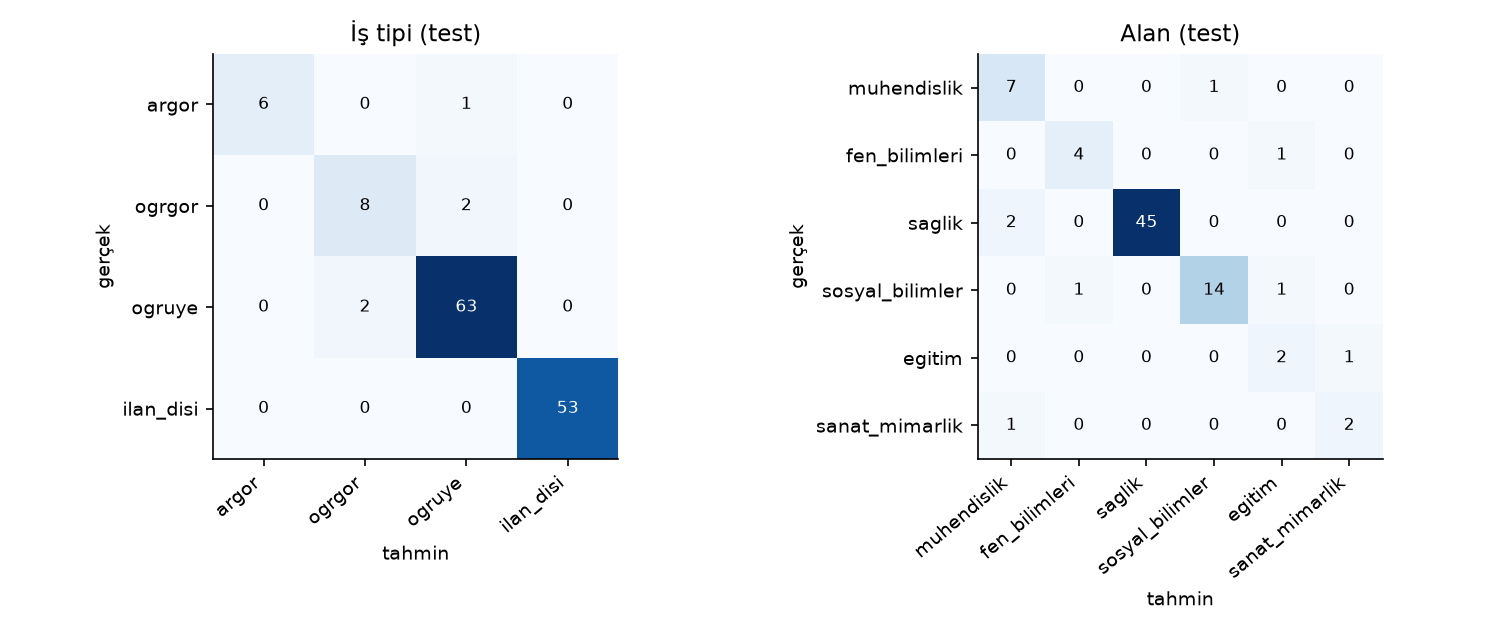 İş tipi (test)
gerçek
argor 6 0 1 0
ogrgor 0 8 2 0
ogruye 0 2 63 0
ilan_disi 0 0 0 53
argor ogrgor ogruye ilan_disi
tahmin
Alan (test)
gerçek
muhendislik 7 0 0 1 0 0
fen_bilimleri 0 4 0 0 1 0
saglik 2 0 45 0 0 0
sosyal_bilimler 0 1 0 14 1 0
egitim 0 0 0 0 2 1
sanat_mimarlik 1 0 0 0 0 2
muhendislik fen_bilimleri saglik sosyal_bilimler egitim sanat_mimarlik
tahmin